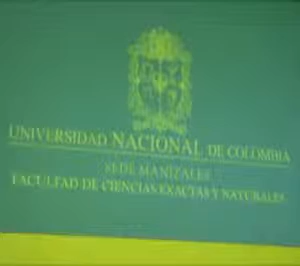 UNIVERSIDAD NACIONAL DE COLOMBIA
SEDE MANIZALES
FACULTAD DE CIENCIAS EXACTAS Y NATURALES